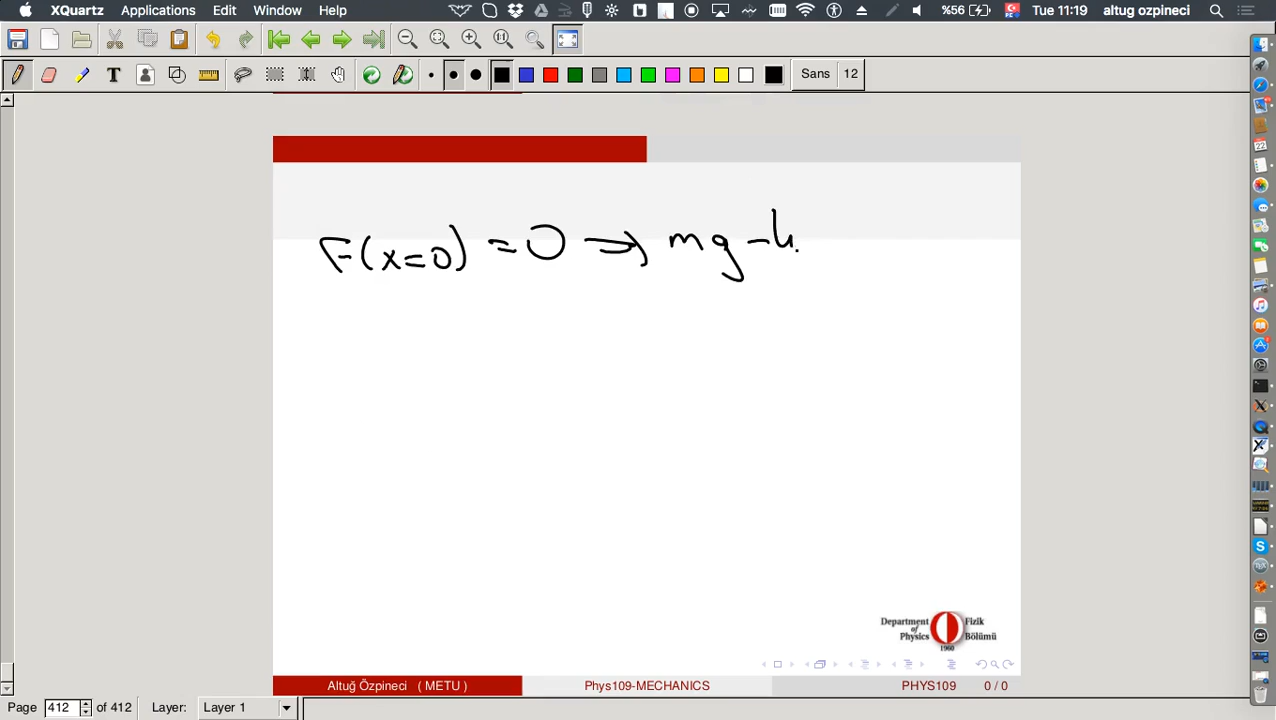 XQuartz Applications Edit Window Help %56 Tue 11:19 altug ozpineci
Sans 12
F(x=0) = 0 → mg -k
Department of Physics Fizik Bölümü
1960
Altuğ Özpineci ( METU ) Phys109-MECHANICS PHYS109 0 / 0
Page 412 of 412 Layer: Layer 1